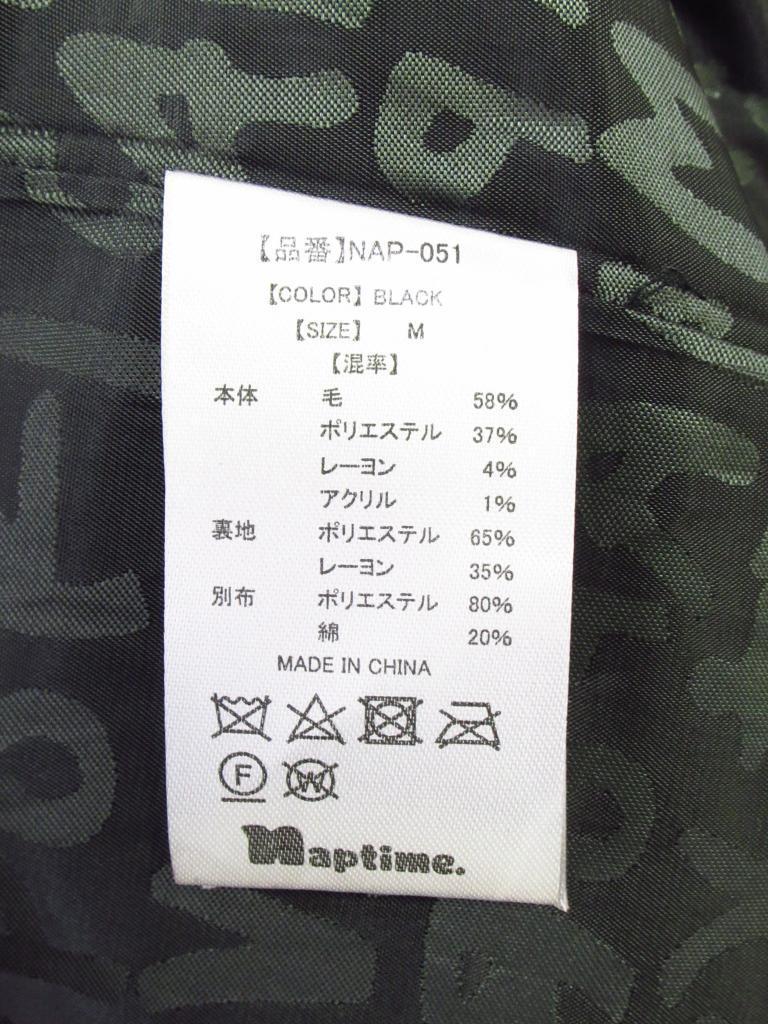 【品番】NAP-051
【COLOR】BLACK
【SIZE】 M
【混率】
本体 毛 58%
ポリエステル 37%
レーヨン 4%
アクリル 1%
裏地 ポリエステル 65%
レーヨン 35%
別布 ポリエステル 80%
綿 20%
MADE IN CHINA
F W
Naptime.